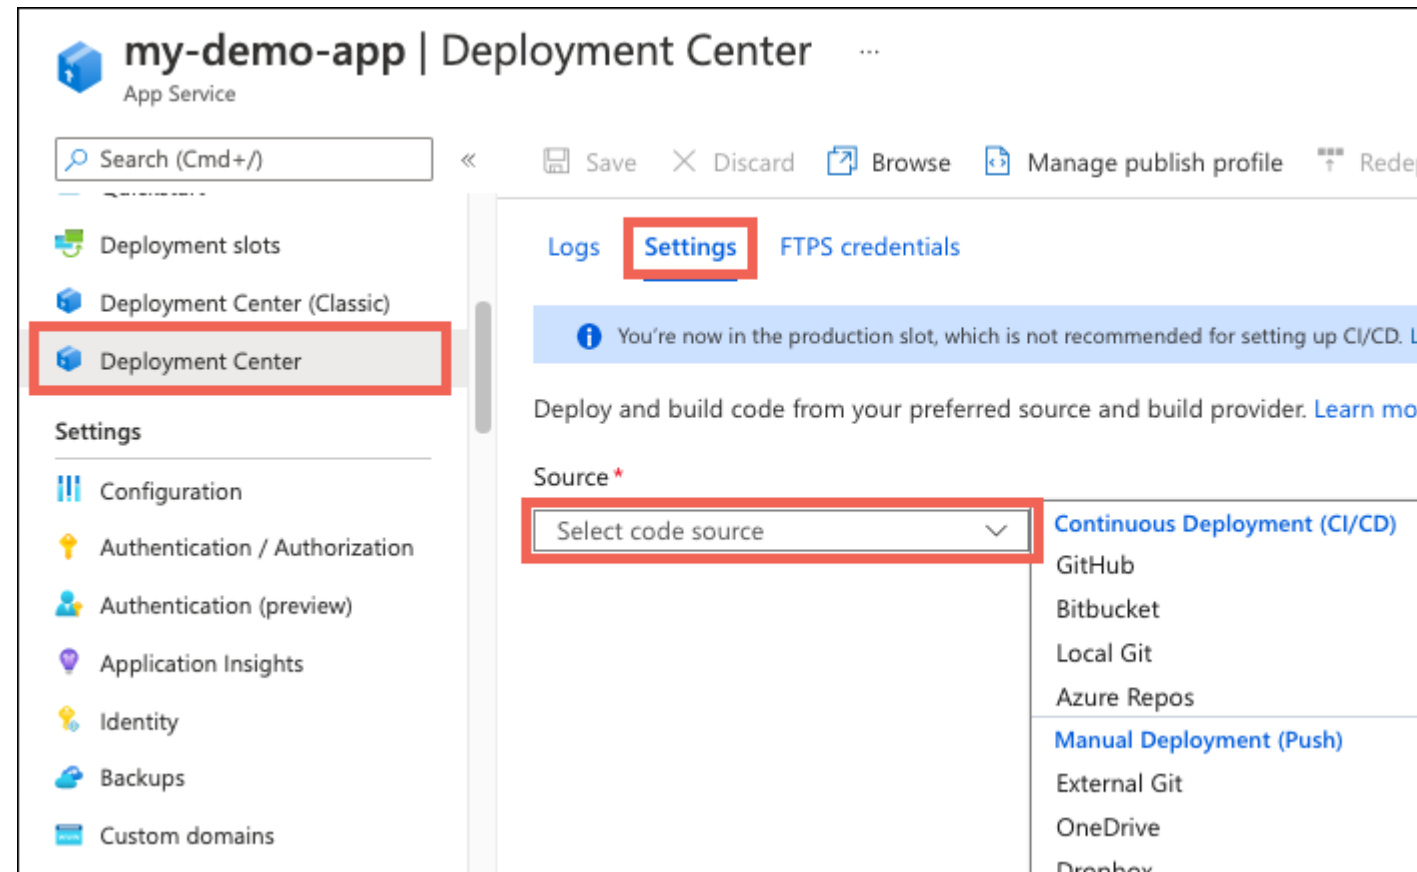 my-demo-app | Deployment Center ...
App Service
Search (Cmd+/)
«
Save
Discard
Browse
Manage publish profile
Deployment slots
Deployment Center (Classic)
Deployment Center
Settings
Configuration
Authentication / Authorization
Authentication (preview)
Application Insights
Identity
Backups
Custom domains
Logs
Settings
FTPS credentials
You're now in the production slot, which is not recommended for setting up CI/CD.
Deploy and build code from your preferred source and build provider. Learn
Source *
Select code source
Continuous Deployment (CI/CD)
GitHub
Bitbucket
Local Git
Azure Repos
Manual Deployment (Push)
External Git
OneDrive